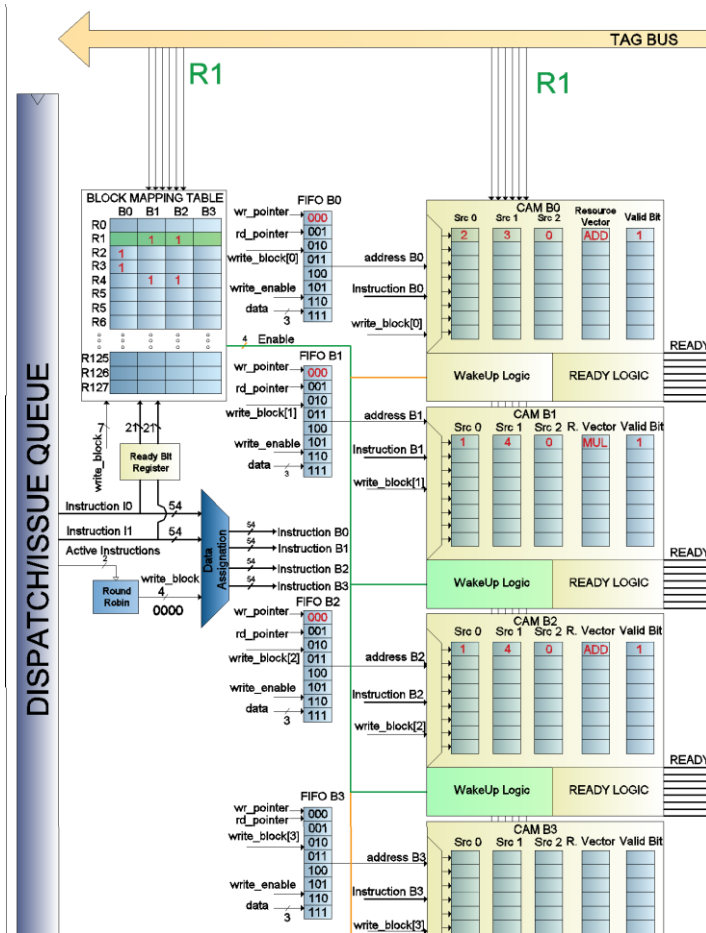 TAG BUS
R1
R1
DISPATCH/ISSUE QUEUE
BLOCK MAPPING TABLE
B0 B1 B2 B3
R0
R1 1 1
R2 1
R3 1
R4 1 1
R5
R5
R6
R125
R126
R127
4 Enable
write_block 7
21 21
Ready Bit
Register
Instruction I0 54
Instruction I1 54
Active Instructions
2
Round
Robin
write_block
4
0000
Data
Assignation
54 Instruction B0
54 Instruction B1
54 Instruction B2
54 Instruction B3
FIFO B0
wr_pointer
rd_pointer
write_block[0]
write_enable
data
3
000
001
010
011
100
101
110
111
FIFO B1
wr_pointer
rd_pointer
write_block[1]
write_enable
data
3
000
001
010
011
100
101
110
111
FIFO B2
wr_pointer
rd_pointer
write_block[2]
write_enable
data
3
000
001
010
011
100
101
110
111
FIFO B3
wr_pointer
rd_pointer
write_block[3]
write_enable
data
3
000
001
010
011
100
101
110
111
CAM B0
Src 0 Src 1 Src 2 Resource Vector Valid Bit
2 3 0 ADD 1
address B0
Instruction B0
write_block[0]
WakeUp Logic READY LOGIC
READY
CAM B1
Src 0 Src 1 Src 2 R. Vector Valid Bit
1 4 0 MUL 1
address B1
Instruction B1
write_block[1]
WakeUp Logic READY LOGIC
READY
CAM B2
Src 0 Src 1 Src 2 R. Vector Valid Bit
1 4 0 ADD 1
address B2
Instruction B2
write_block[2]
WakeUp Logic READY LOGIC
READY
CAM B3
Src 0 Src 1 Src 2 R. Vector Valid Bit
address B3
Instruction B3
write_block[3]